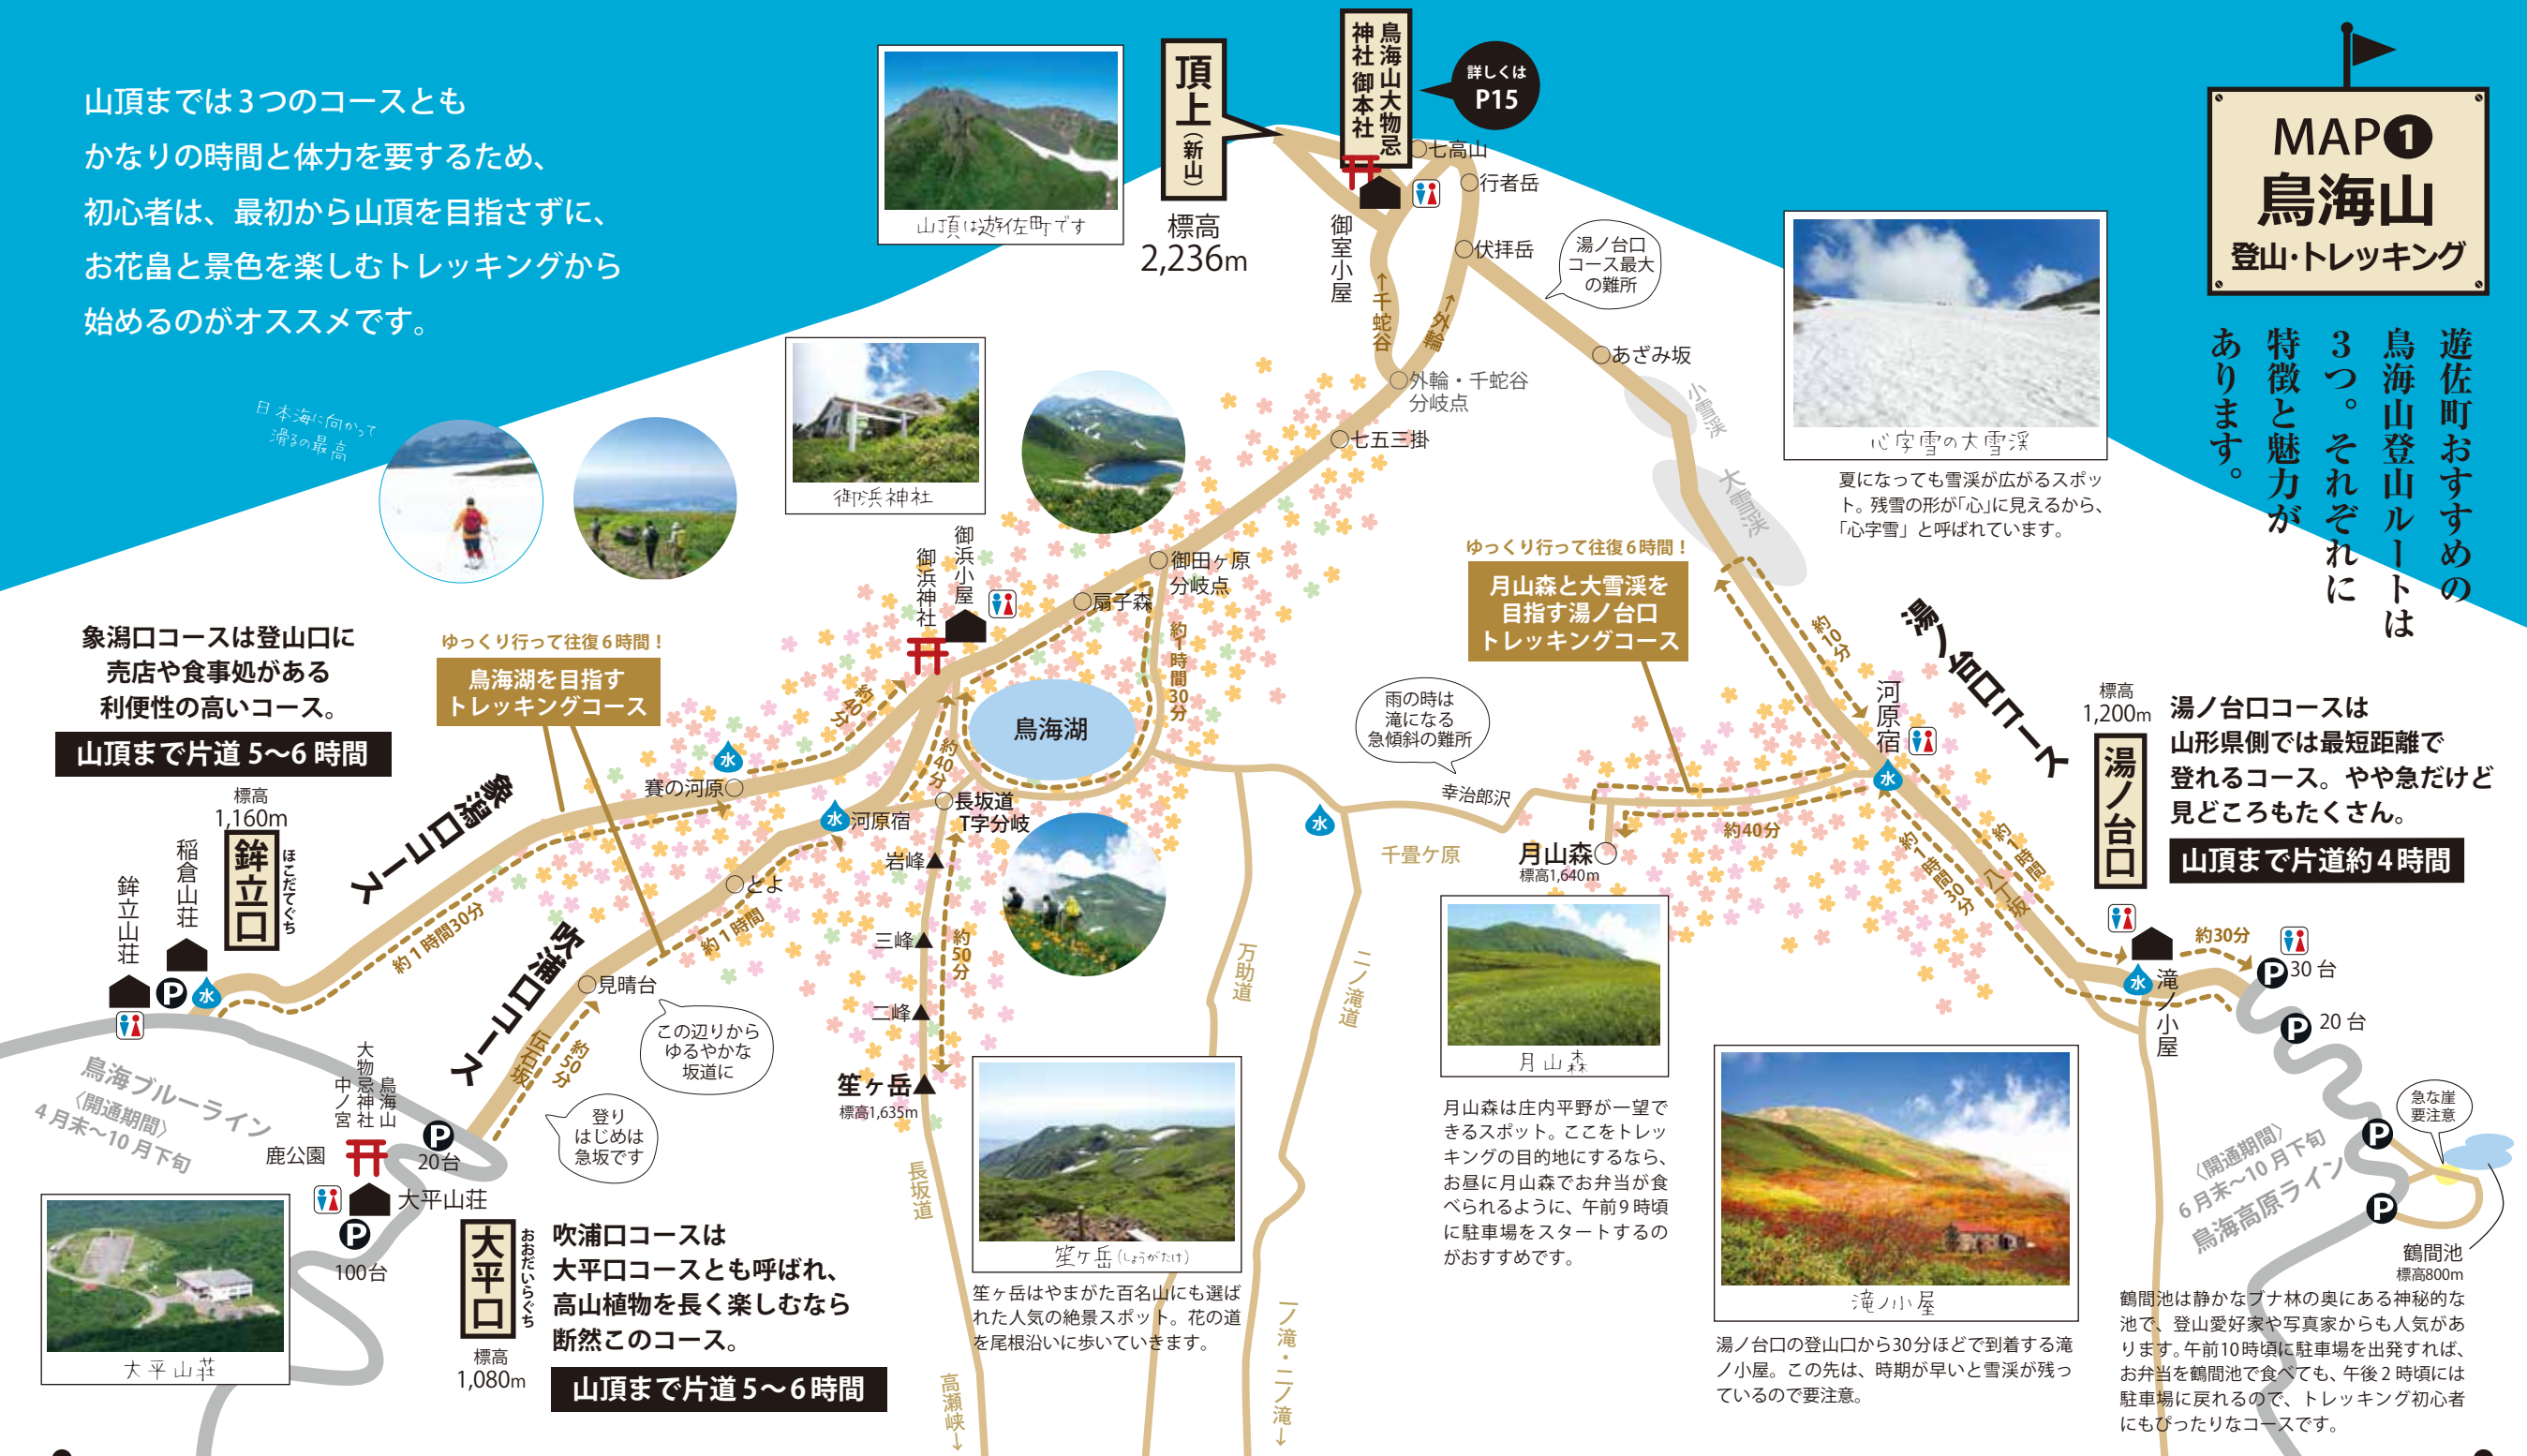 山頂までは3つのコースとも
かなりの時間と体力を要するため、
初心者は、最初から山頂を目指さずに、
お花畠と景色を楽しむトレッキングから
始めるのがオススメです。
日本海に向かって
滑るの最高
山頂は遊佐町です
頂上(新山)
標高
2,236m
鳥海山大物忌
神社 御本社
詳しくは
P15
MAP❶
鳥海山
登山・トレッキング
遊佐町おすすめの
鳥海山登山ルートは
3つ。それぞれに
特徴と魅力が
あります。
○七高山
○行者岳
○伏拝岳
御室小屋
湯ノ台口
コース最大
の難所
○あざみ坂
小雪渓
大雪渓
↑千蛇谷
↑外輪
○外輪・千蛇谷
分岐点
○七五三掛
心字雪の大雪渓
夏になっても雪渓が広がるスポッ
ト。残雪の形が「心」に見えるから、
「心字雪」と呼ばれています。
御浜神社
御浜神社
御浜小屋
○御田ヶ原
分岐点
○扇子森
約1時間30分
鳥海湖
象潟口コースは登山口に
売店や食事処がある
利便性の高いコース。
山頂まで片道 5〜6 時間
ゆっくり行って往復6時間!
鳥海湖を目指す
トレッキングコース
約40分
水
賽の河原○
約40分
水
河原宿
○長坂道
T字分岐
象潟口コース
標高
1,160m
鉾立口
ほこだてぐち
稲倉山荘
鉾立山荘
P
水
約1時間30分
○とよ
約1時間
吹浦口コース
○見晴台
この辺りから
ゆるやかな
坂道に
伝石坂
約50分
登り
はじめは
急坂です
岩峰▲
三峰▲
二峰▲
約50分
笙ヶ岳▲
標高1,635m
長坂道
高瀬峡→
鳥海ブルーライン
〈開通期間〉
4月末〜10月下旬
鳥海山
大物忌神社
中ノ宮
鹿公園
P
20台
大平山荘
P
100台
大平山荘
大平口
おおだいらぐち
標高
1,080m
吹浦口コースは
大平口コースとも呼ばれ、
高山植物を長く楽しむなら
断然このコース。
山頂まで片道 5〜6 時間
笙ヶ岳(しょうがたけ)
笙ヶ岳はやまがた百名山にも選ば
れた人気の絶景スポット。花の道
を尾根沿いに歩いていきます。
万助道
二ノ滝道
一ノ滝・二ノ滝→
水
ゆっくり行って往復6時間!
月山森と大雪渓を
目指す湯ノ台口
トレッキングコース
雨の時は
滝になる
急傾斜の難所
幸治郎沢
千畳ケ原
月山森○
標高1,640m
約40分
約10分
河原宿
水
湯ノ台口コース
月山森
月山森は庄内平野が一望で
きるスポット。ここをトレッ
キングの目的地にするなら、
お昼に月山森でお弁当が食
べられるように、午前9時頃
に駐車場をスタートするの
がおすすめです。
約1時間30分
約1時間
八丁坂
標高
1,200m
湯ノ台口
湯ノ台口コースは
山形県側では最短距離で
登れるコース。やや急だけど
見どころもたくさん。
山頂まで片道約4時間
水
滝ノ小屋
約30分
P
30台
P
20台
滝ノ小屋
湯ノ台口の登山口から30分ほどで到着する滝
ノ小屋。この先は、時期が早いと雪渓が残っ
ているので要注意。
〈開通期間〉
6月末〜10月下旬
鳥海高原ライン
P
P
急な崖
要注意
鶴間池
標高800m
鶴間池は静かなブナ林の奥にある神秘的な
池で、登山愛好家や写真家からも人気があ
ります。午前10時頃に駐車場を出発すれば、
お弁当を鶴間池で食べても、午後2時頃には
駐車場に戻れるので、トレッキング初心者
にもぴったりなコースです。